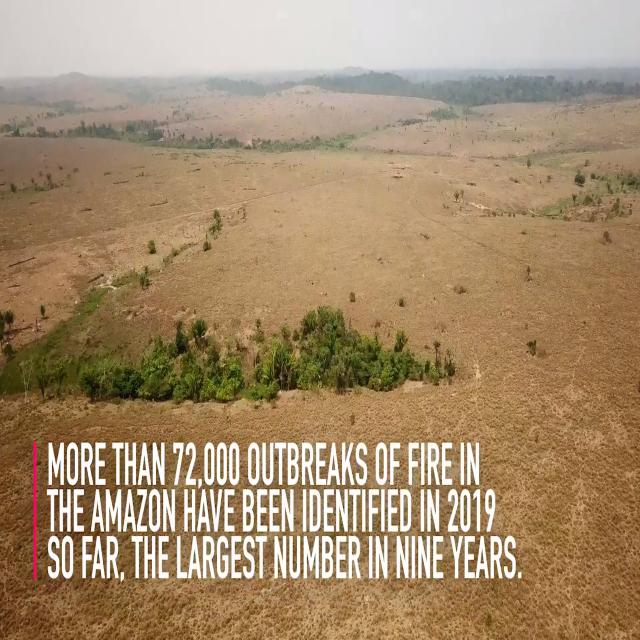 MORE THAN 72,000 OUTBREAKS OF FIRE IN
THE AMAZON HAVE BEEN IDENTIFIED IN 2019
SO FAR, THE LARGEST NUMBER IN NINE YEARS.